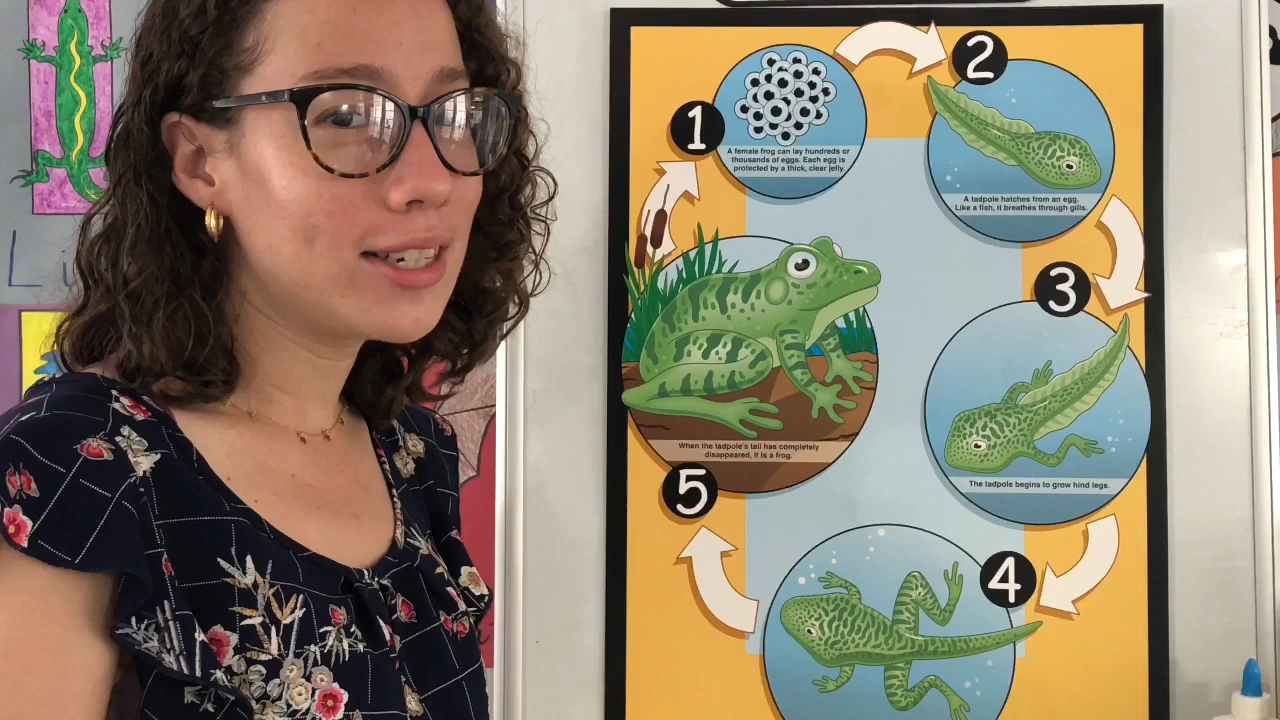 1
A female frog can lay hundreds or
thousands of eggs. Each egg is
protected by a thick, clear jelly.
2
A tadpole hatches from an egg.
Like a fish, it breathes through gills.
3
The tadpole begins to grow hind legs.
4
5
When the tadpole's tail has completely
disappeared, it is a frog.